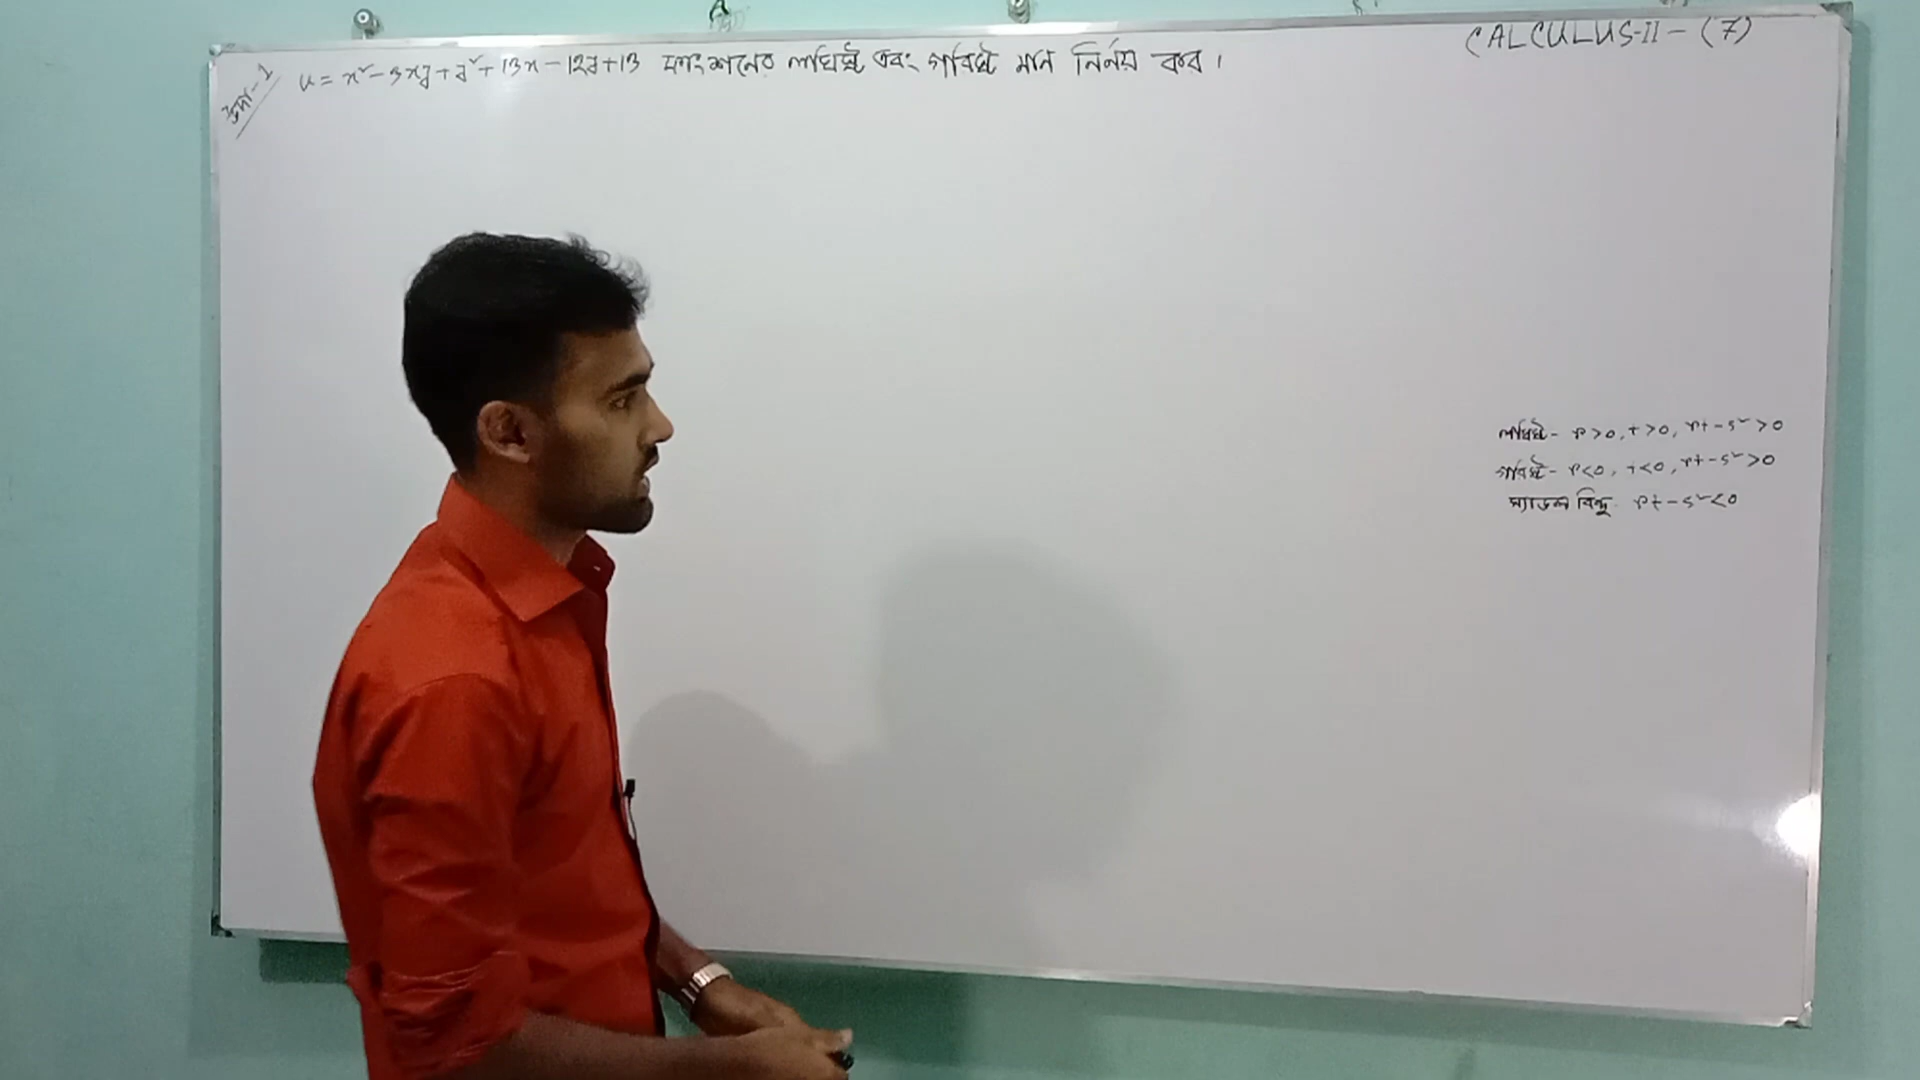 CALCULUS-II - (7)
উদা-1 u = x² - 3xy + y² + 13x - 12y + 13 ফাংশনের লঘিষ্ট এবং গরিষ্ট মান নির্নয় কর।
লঘিষ্ট - r > 0, t > 0, rt - s² > 0
গরিষ্ট - r < 0, t < 0, rt - s² > 0
স্যাডল বিন্দু - rt - s² < 0